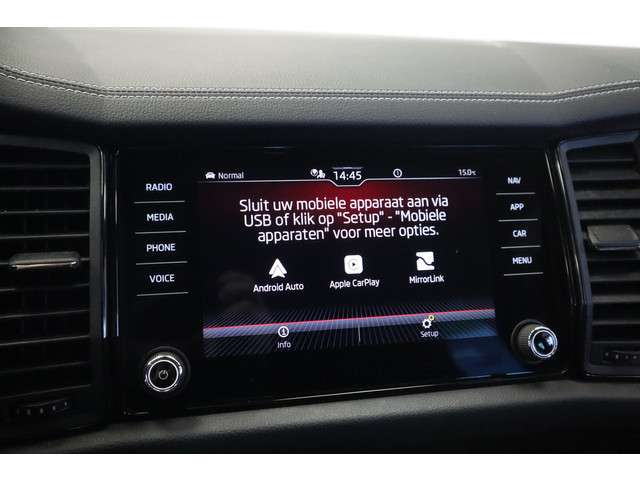 Normal
14:45
15.0°C
RADIO
MEDIA
PHONE
VOICE
NAV
APP
CAR
MENU
Sluit uw mobiele apparaat aan via
USB of klik op "Setup" - "Mobiele
apparaten" voor meer opties.
Android Auto
Apple CarPlay
MirrorLink
Info
Setup